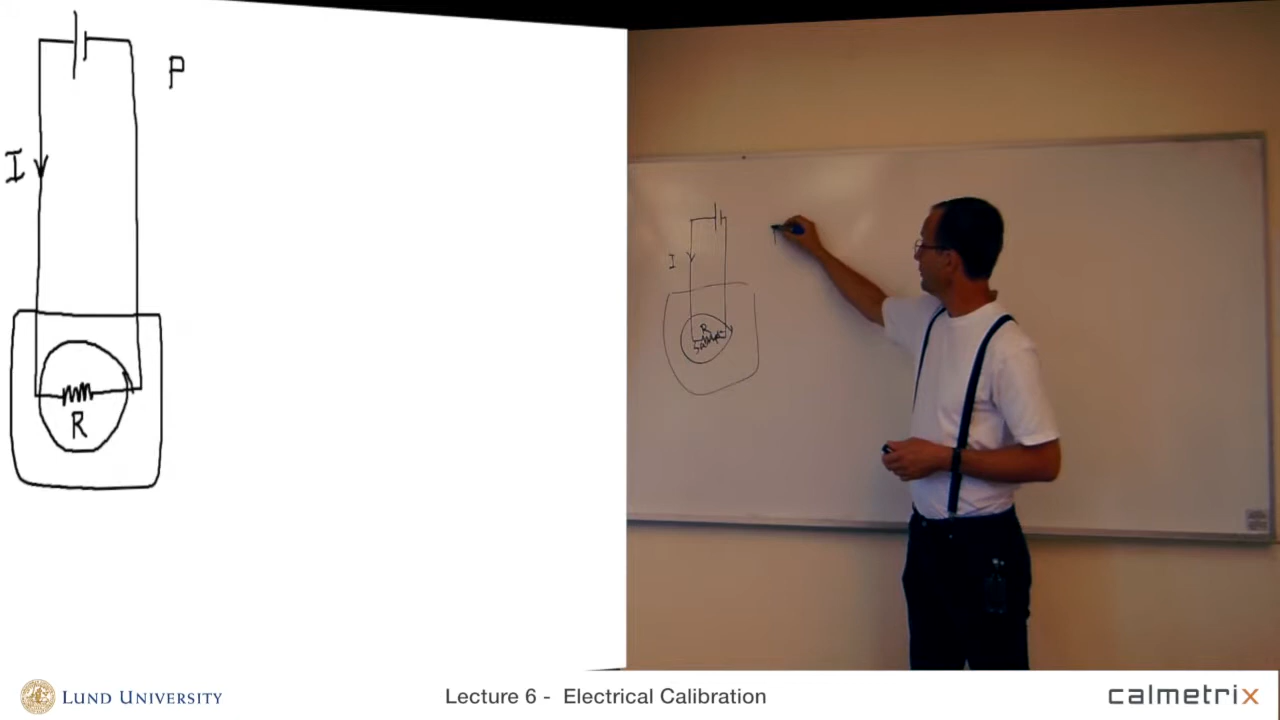 P
I
R
I
R
LUND UNIVERSITY
Lecture 6 - Electrical Calibration
calmetrix